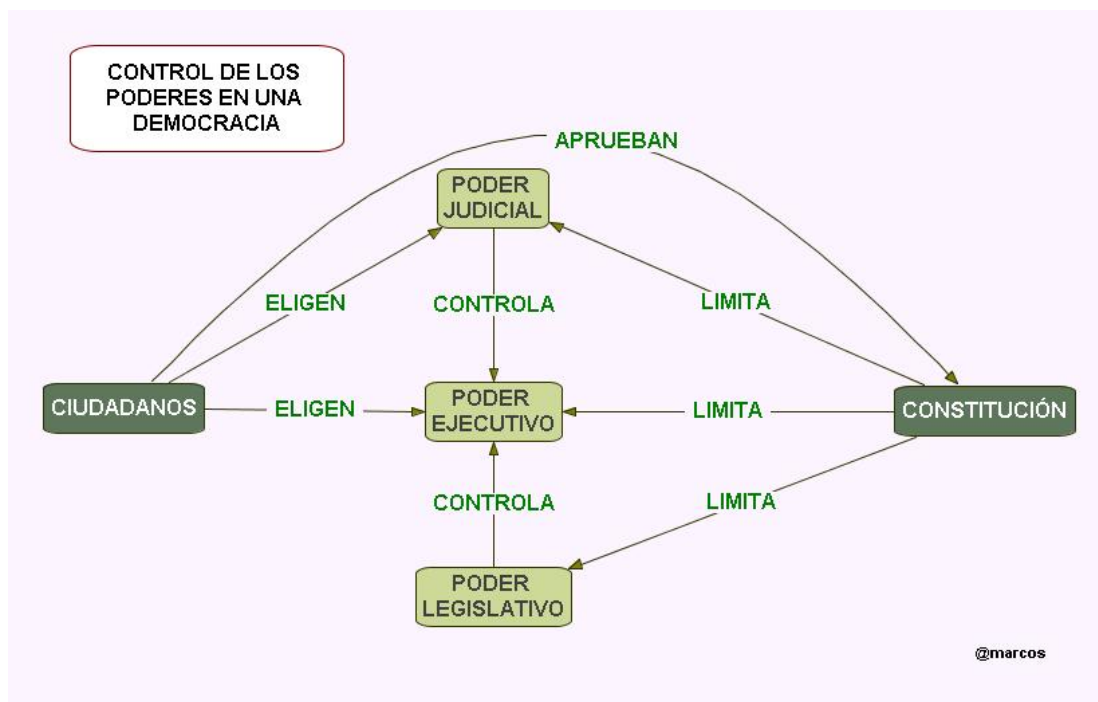 CONTROL DE LOS
PODERES EN UNA
DEMOCRACIA
APRUEBAN
PODER
JUDICIAL
ELIGEN
CONTROLA
LIMITA
CIUDADANOS
ELIGEN
PODER
EJECUTIVO
LIMITA
CONSTITUCIÓN
CONTROLA
LIMITA
PODER
LEGISLATIVO
@marcos